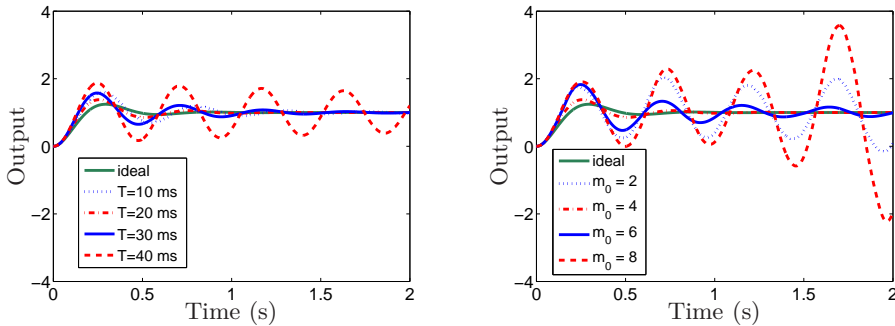 4
2
0
−2
−4
Output
ideal
T=10 ms
T=20 ms
T=30 ms
T=40 ms
0 0.5 1 1.5 2
Time (s)
4
2
0
−2
−4
Output
ideal
m0 = 2
m0 = 4
m0 = 6
m0 = 8
0 0.5 1 1.5 2
Time (s)